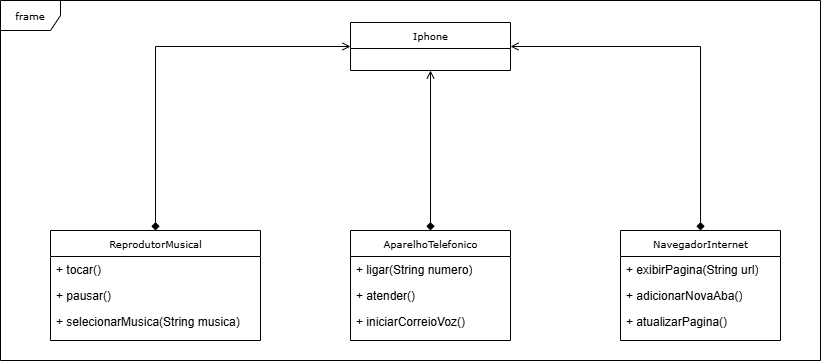 frame
Iphone
ReprodutorMusical
+ tocar()
+ pausar()
+ selecionarMusica(String musica)
AparelhoTelefonico
+ ligar(String numero)
+ atender()
+ iniciarCorreioVoz()
NavegadorInternet
+ exibirPagina(String url)
+ adicionarNovaAba()
+ atualizarPagina()